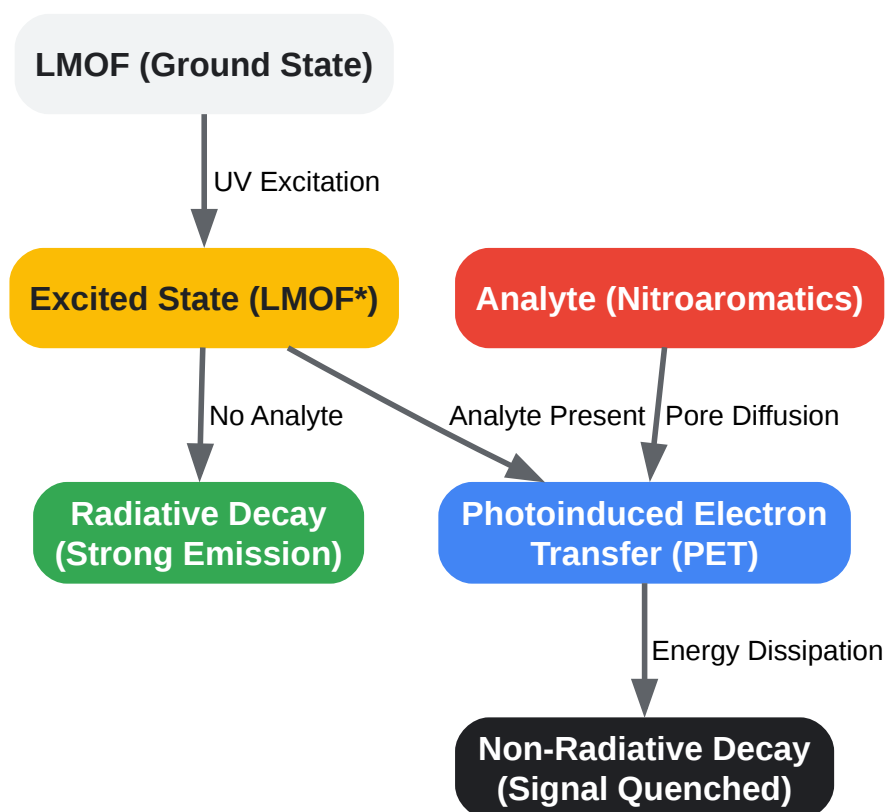 LMOF (Ground State)
UV Excitation
Excited State (LMOF*)
Analyte (Nitroaromatics)
No Analyte
Analyte Present
Pore Diffusion
Radiative Decay
(Strong Emission)
Photoinduced Electron
Transfer (PET)
Energy Dissipation
Non-Radiative Decay
(Signal Quenched)